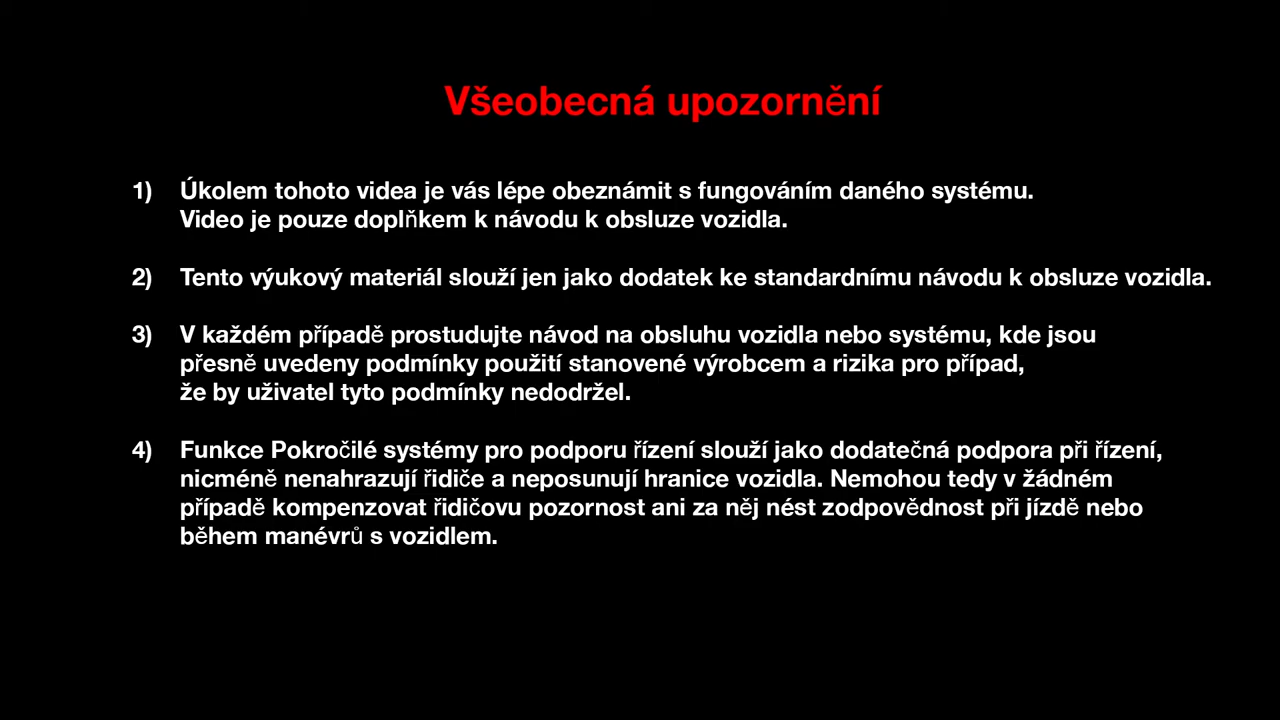 Všeobecná upozornění
1) Úkolem tohoto videa je vás lépe obeznámit s fungováním daného systému.
Video je pouze doplňkem k návodu k obsluze vozidla.
2) Tento výukový materiál slouží jen jako dodatek ke standardnímu návodu k obsluze vozidla.
3) V každém případě prostudujte návod na obsluhu vozidla nebo systému, kde jsou
přesně uvedeny podmínky použití stanovené výrobcem a rizika pro případ,
že by uživatel tyto podmínky nedodržel.
4) Funkce Pokročilé systémy pro podporu řízení slouží jako dodatečná podpora při řízení,
nicméně nenahrazují řidiče a neposunují hranice vozidla. Nemohou tedy v žádném
případě kompenzovat řidičovu pozornost ani za něj nést zodpovědnost při jízdě nebo
během manévrů s vozidlem.